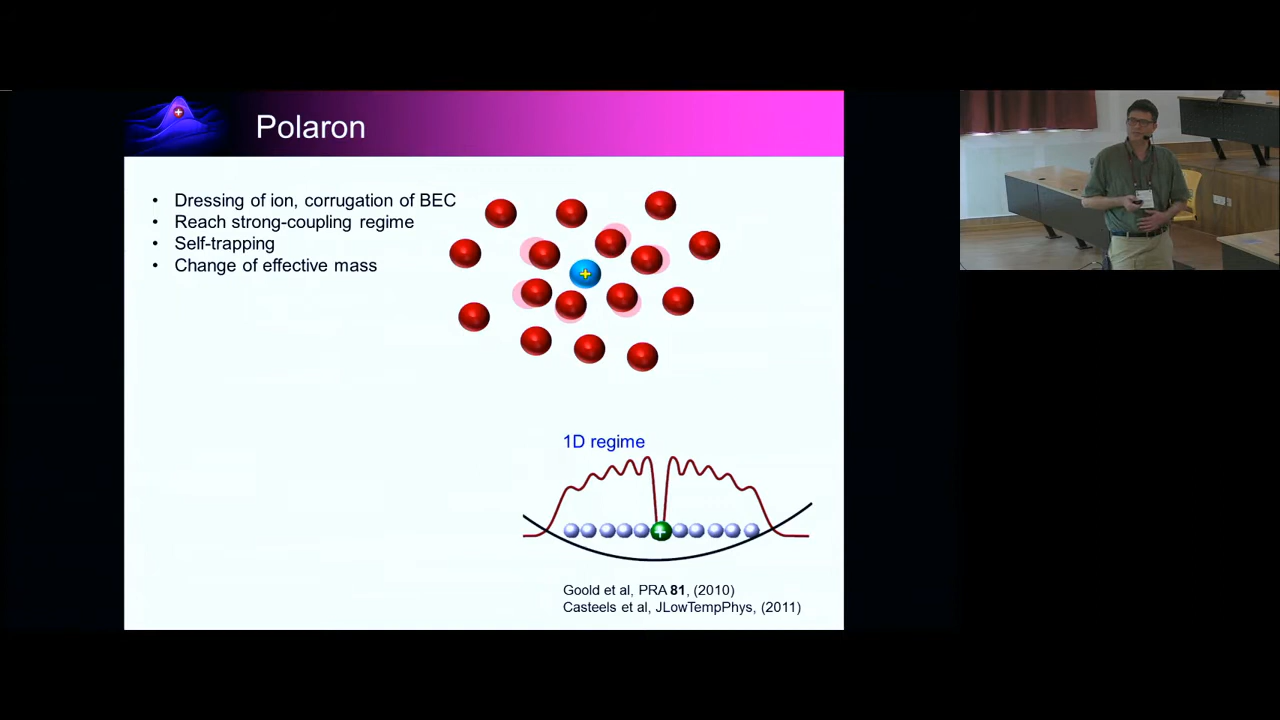 Polaron
• Dressing of ion, corrugation of BEC
• Reach strong-coupling regime
• Self-trapping
• Change of effective mass
+
1D regime
+
Goold et al, PRA 81, (2010)
Casteels et al, JLowTempPhys, (2011)